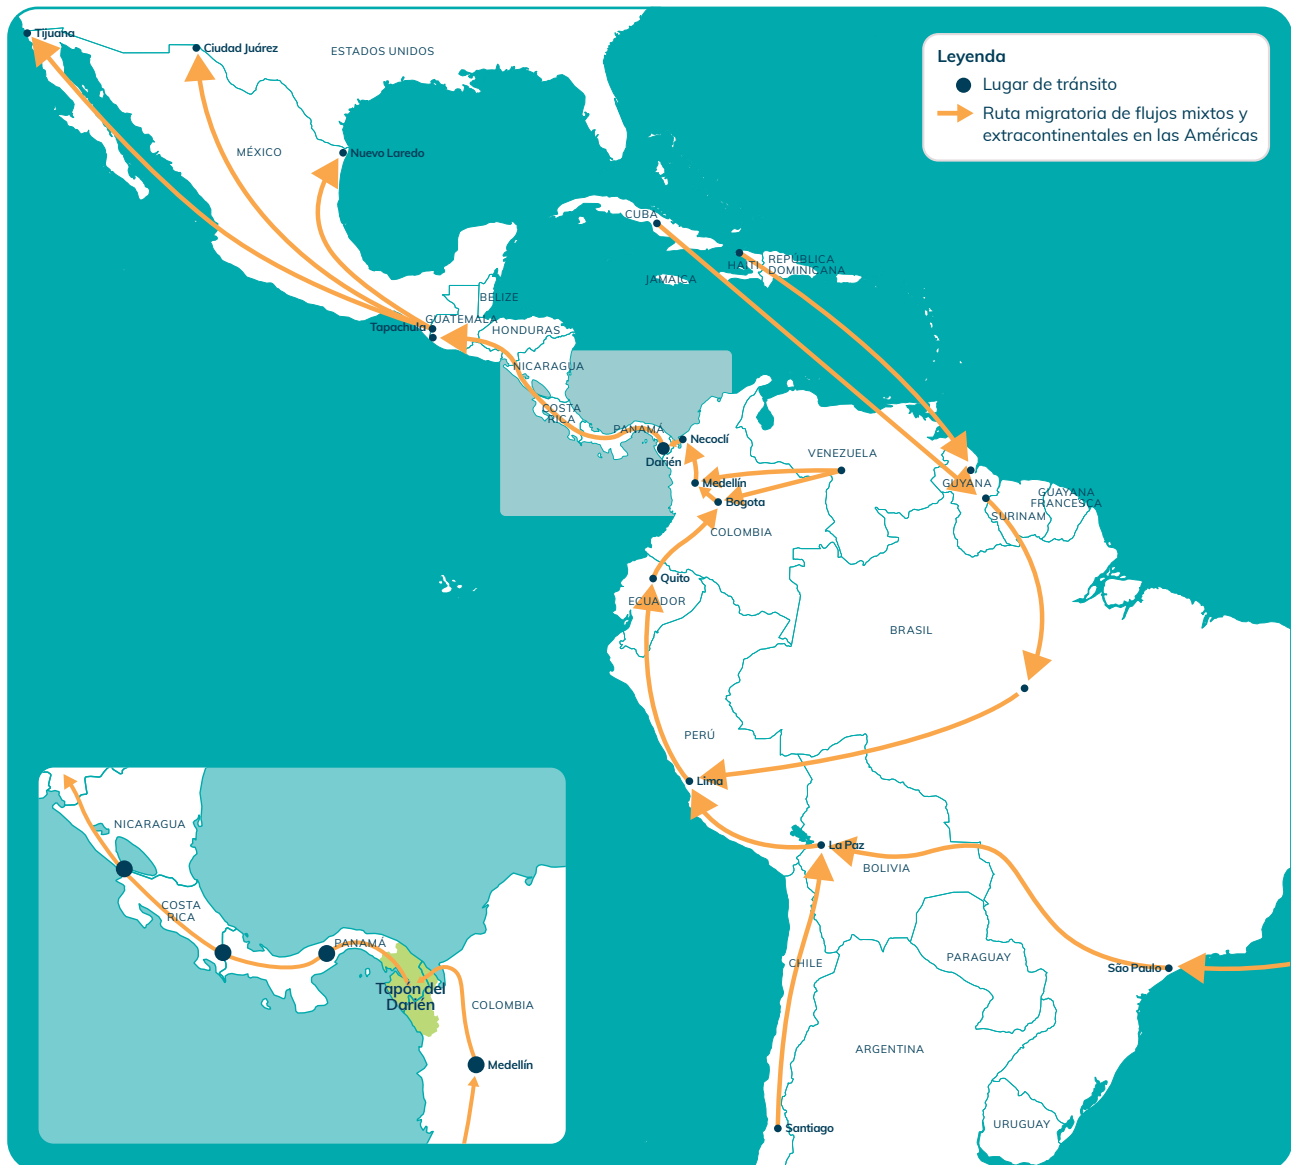 Tijuana
Ciudad Juárez
ESTADOS UNIDOS
Leyenda
Lugar de tránsito
Ruta migratoria de flujos mixtos y
extracontinentales en las Américas
MÉXICO
Nuevo Laredo
CUBA
HAITI
REPÚBLICA
DOMINICANA
JAMAICA
BELIZE
GUATEMALA
Tapachula
HONDURAS
NICARAGUA
COSTA
RICA
PANAMÁ
Necoclí
Darién
VENEZUELA
Medellín
GUYANA
GUAYANA
FRANCESA
Bogota
SURINAM
COLOMBIA
Quito
ECUADOR
BRASIL
PERÚ
Lima
La Paz
BOLIVIA
CHILE
PARAGUAY
São Paulo
ARGENTINA
Santiago
URUGUAY
NICARAGUA
COSTA
RICA
PANAMÁ
Tapón del
Darién
COLOMBIA
Medellín